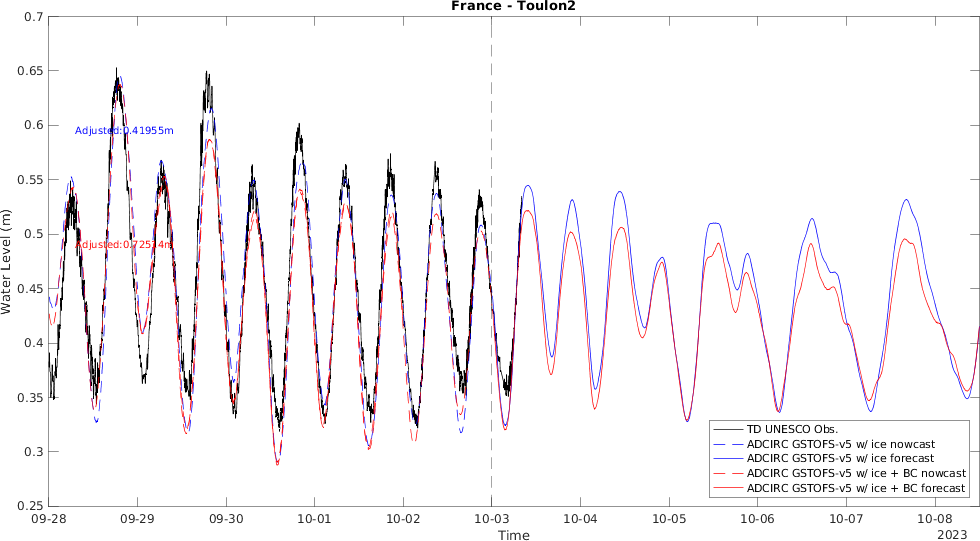 France - Toulon2
0.7
0.65
0.6
0.55
0.5
0.45
0.4
0.35
0.3
0.25
Water Level (m)
Adjusted:0.41955m
Adjusted:0.72514m
TD UNESCO Obs.
ADCIRC GSTOFS-v5 w/ ice nowcast
ADCIRC GSTOFS-v5 w/ ice forecast
ADCIRC GSTOFS-v5 w/ ice + BC nowcast
ADCIRC GSTOFS-v5 w/ ice + BC forecast
09-28 09-29 09-30 10-01 10-02 10-03 10-04 10-05 10-06 10-07 10-08
Time
2023